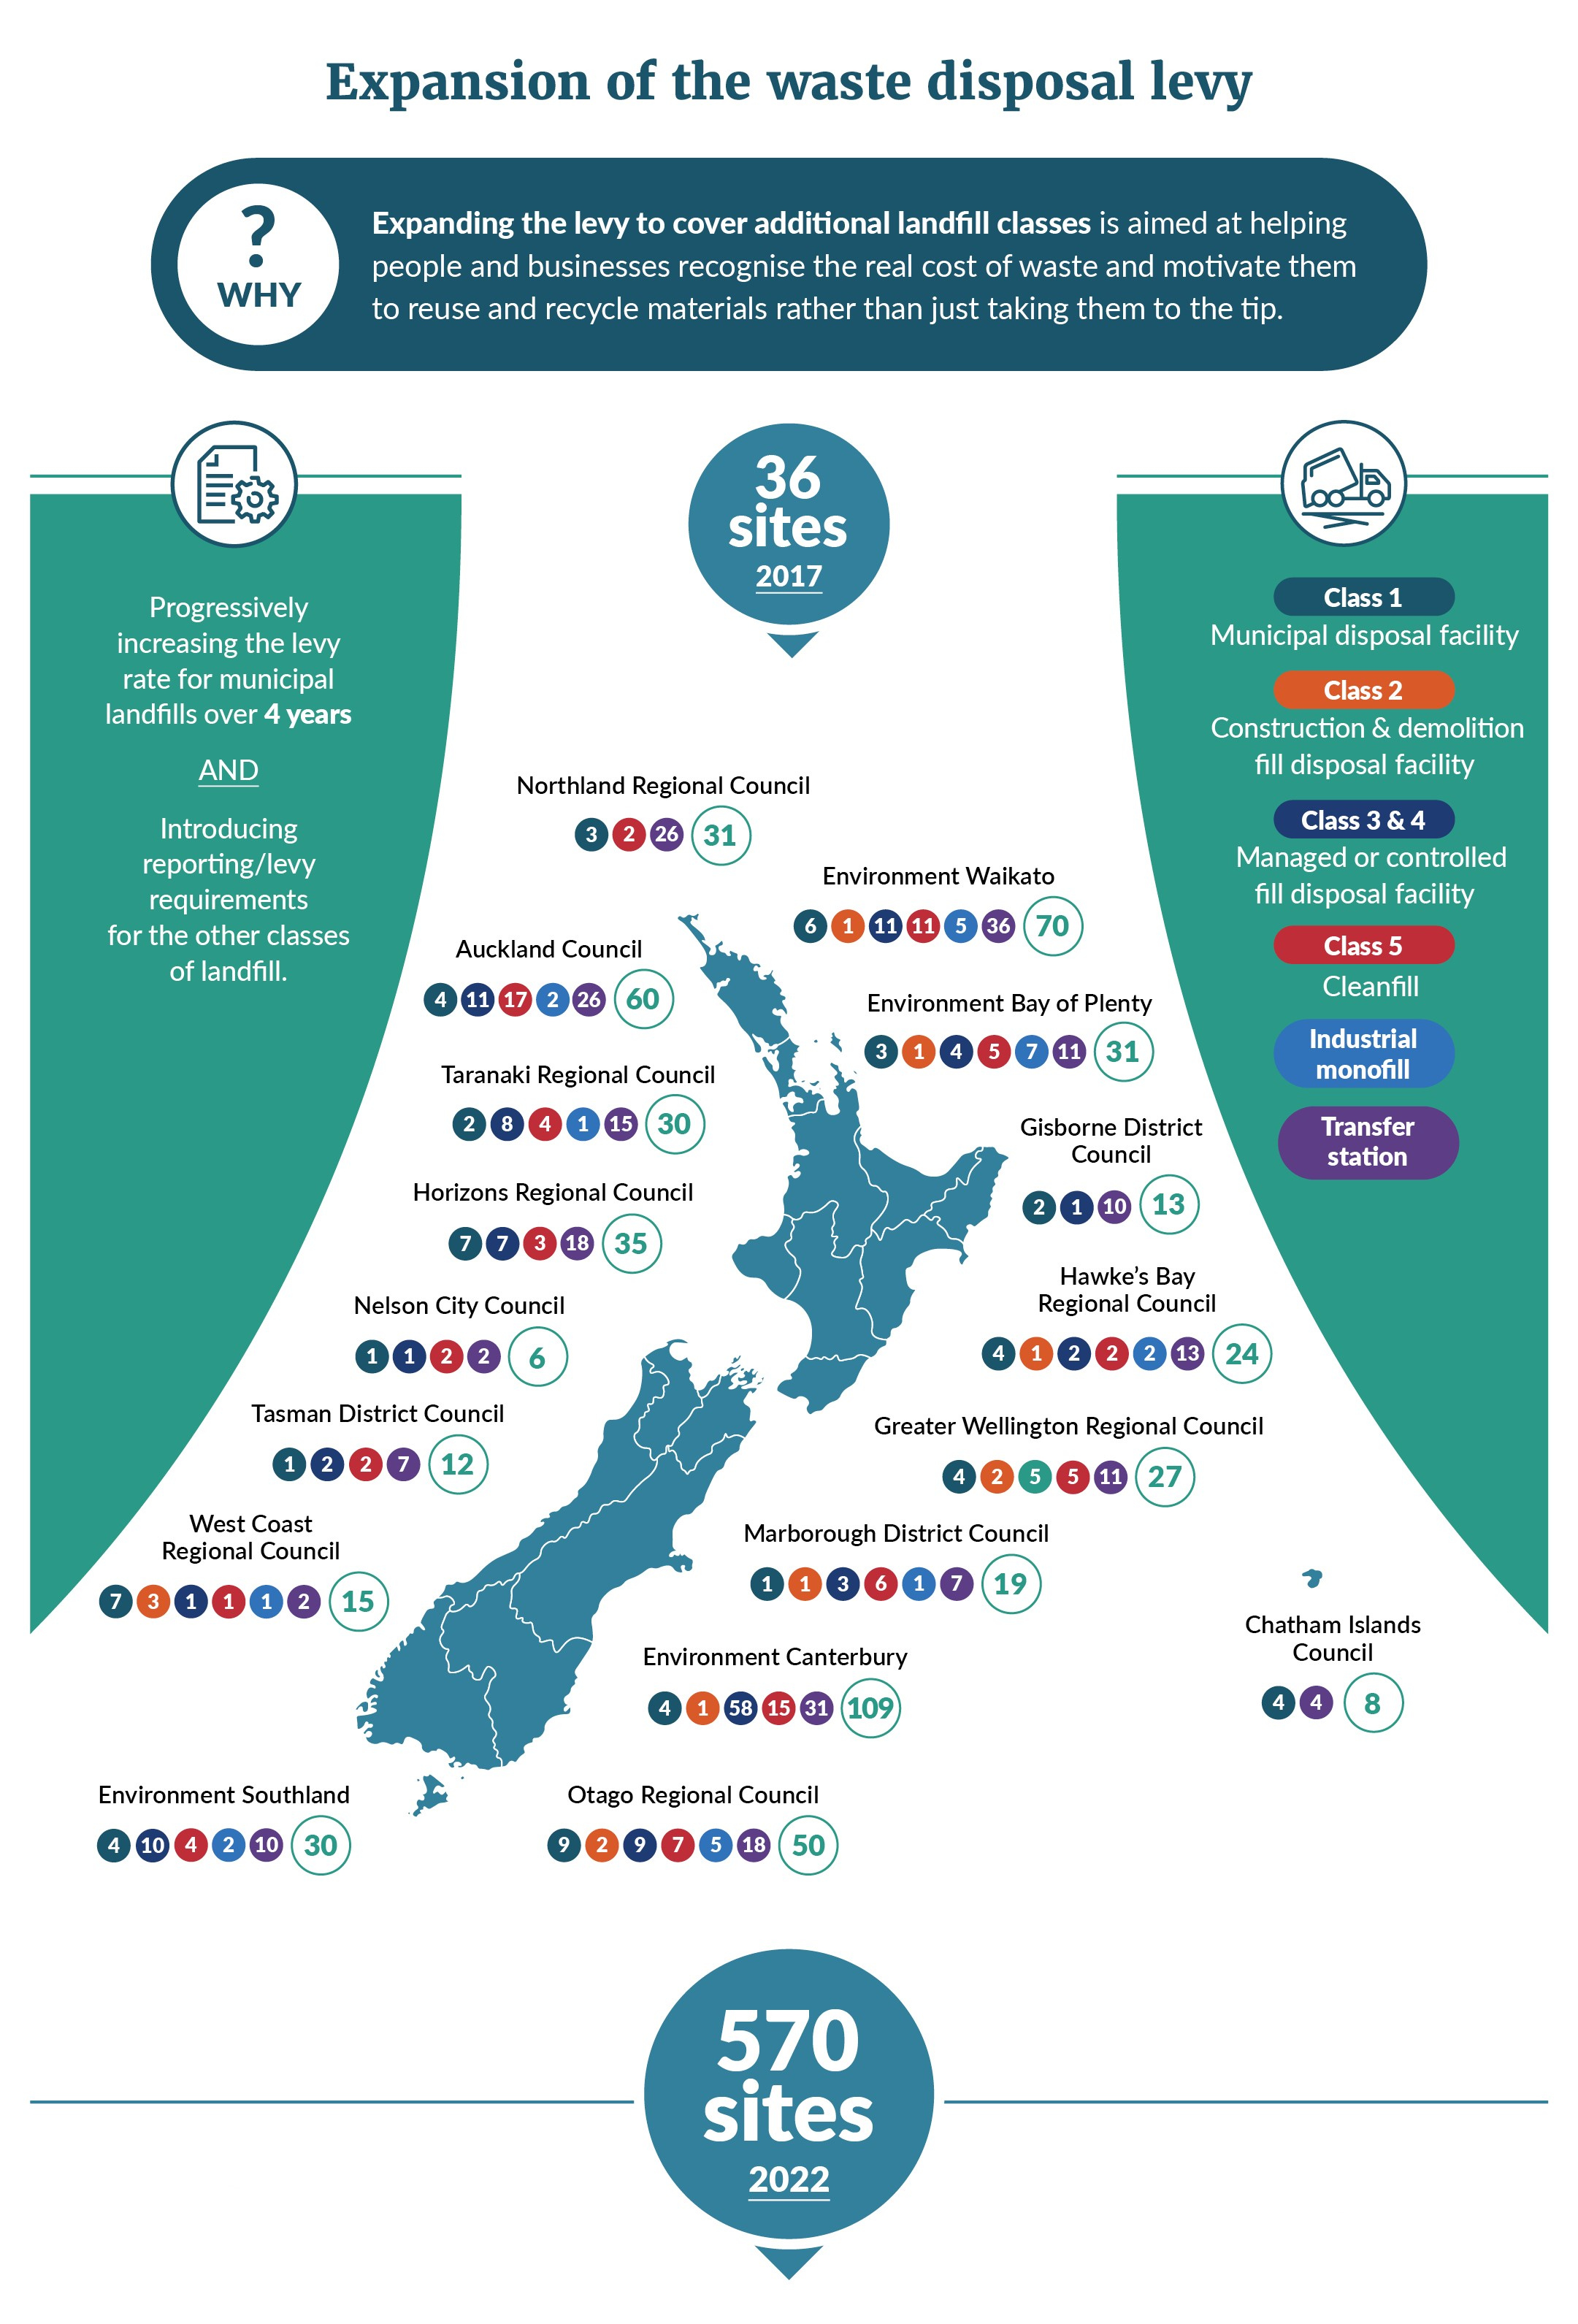 Expansion of the waste disposal levy
?
WHY
Expanding the levy to cover additional landfill classes is aimed at helping
people and businesses recognise the real cost of waste and motivate them
to reuse and recycle materials rather than just taking them to the tip.
Progressively
increasing the levy
rate for municipal
landfills over 4 years
AND
Introducing
reporting/levy
requirements
for the other classes
of landfill.
36
sites
2017
Class 1
Municipal disposal facility
Class 2
Construction & demolition
fill disposal facility
Class 3 & 4
Managed or controlled
fill disposal facility
Class 5
Cleanfill
Industrial
monofill
Transfer
station
Northland Regional Council
3 2 26 31
Environment Waikato
6 1 11 11 5 36 70
Auckland Council
4 11 17 2 26 60
Environment Bay of Plenty
3 1 4 5 7 11 31
Taranaki Regional Council
2 8 4 1 15 30
Gisborne District
Council
2 1 10 13
Horizons Regional Council
7 7 3 18 35
Hawke's Bay
Regional Council
4 1 2 2 2 13 24
Nelson City Council
1 1 2 2 6
Tasman District Council
1 2 2 7 12
Greater Wellington Regional Council
4 2 5 5 11 27
West Coast
Regional Council
7 3 1 1 1 2 15
Marborough District Council
1 1 3 6 1 7 19
Chatham Islands
Council
4 4 8
Environment Canterbury
4 1 58 15 31 109
Environment Southland
4 10 4 2 10 30
Otago Regional Council
9 2 9 7 5 18 50
570
sites
2022